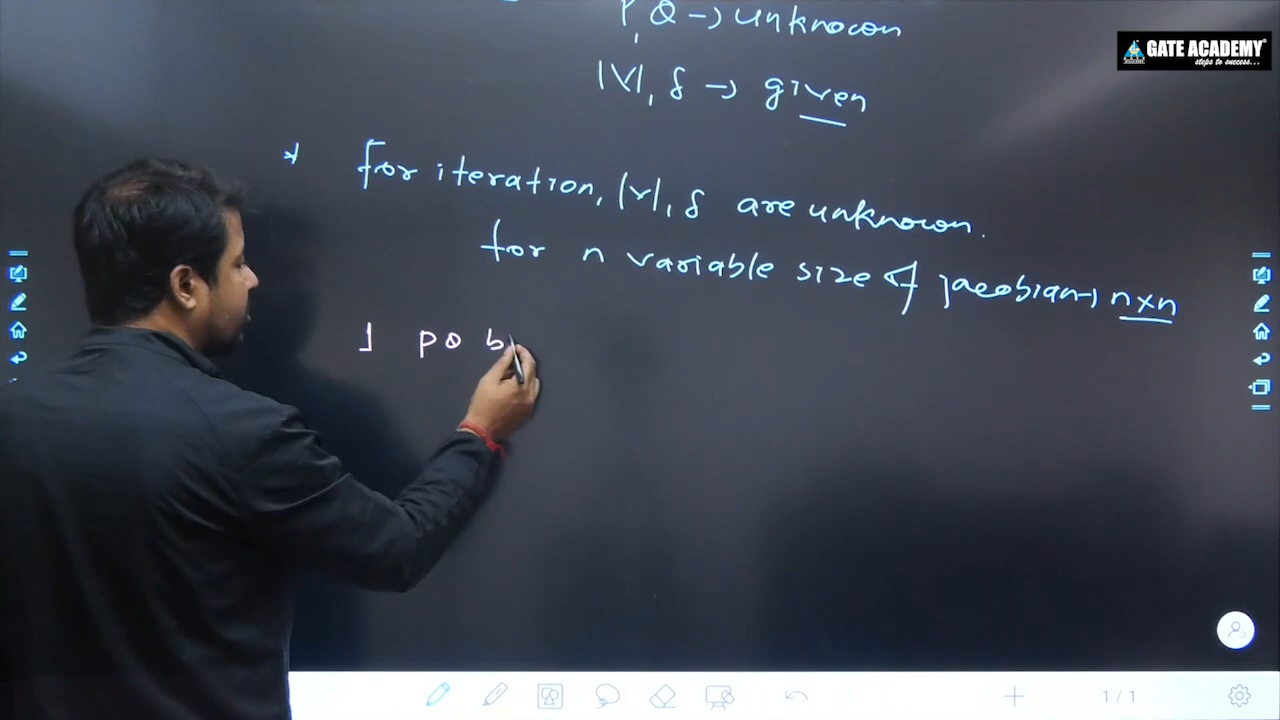 P, Q → unknown
GATE ACADEMY®
steps to success...
|V|, δ → given
* for iteration, |V|, δ are unknown.
for n variable size of jacobian → n×n
1 PQ b
1 / 1